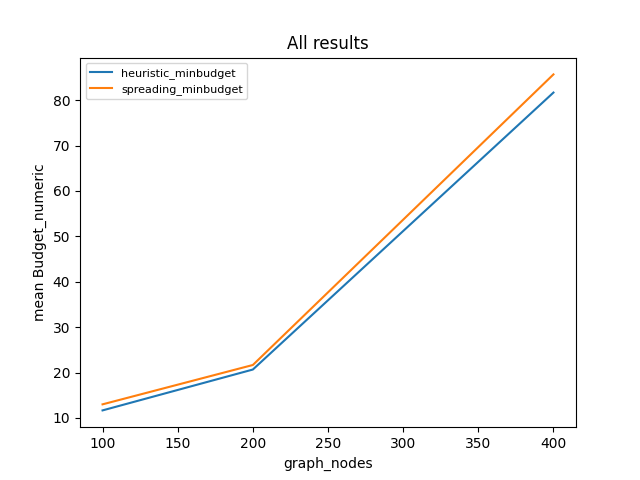 All results
heuristic_minbudget
spreading_minbudget
mean Budget_numeric
80
70
60
50
40
30
20
10
100 150 200 250 300 350 400
graph_nodes